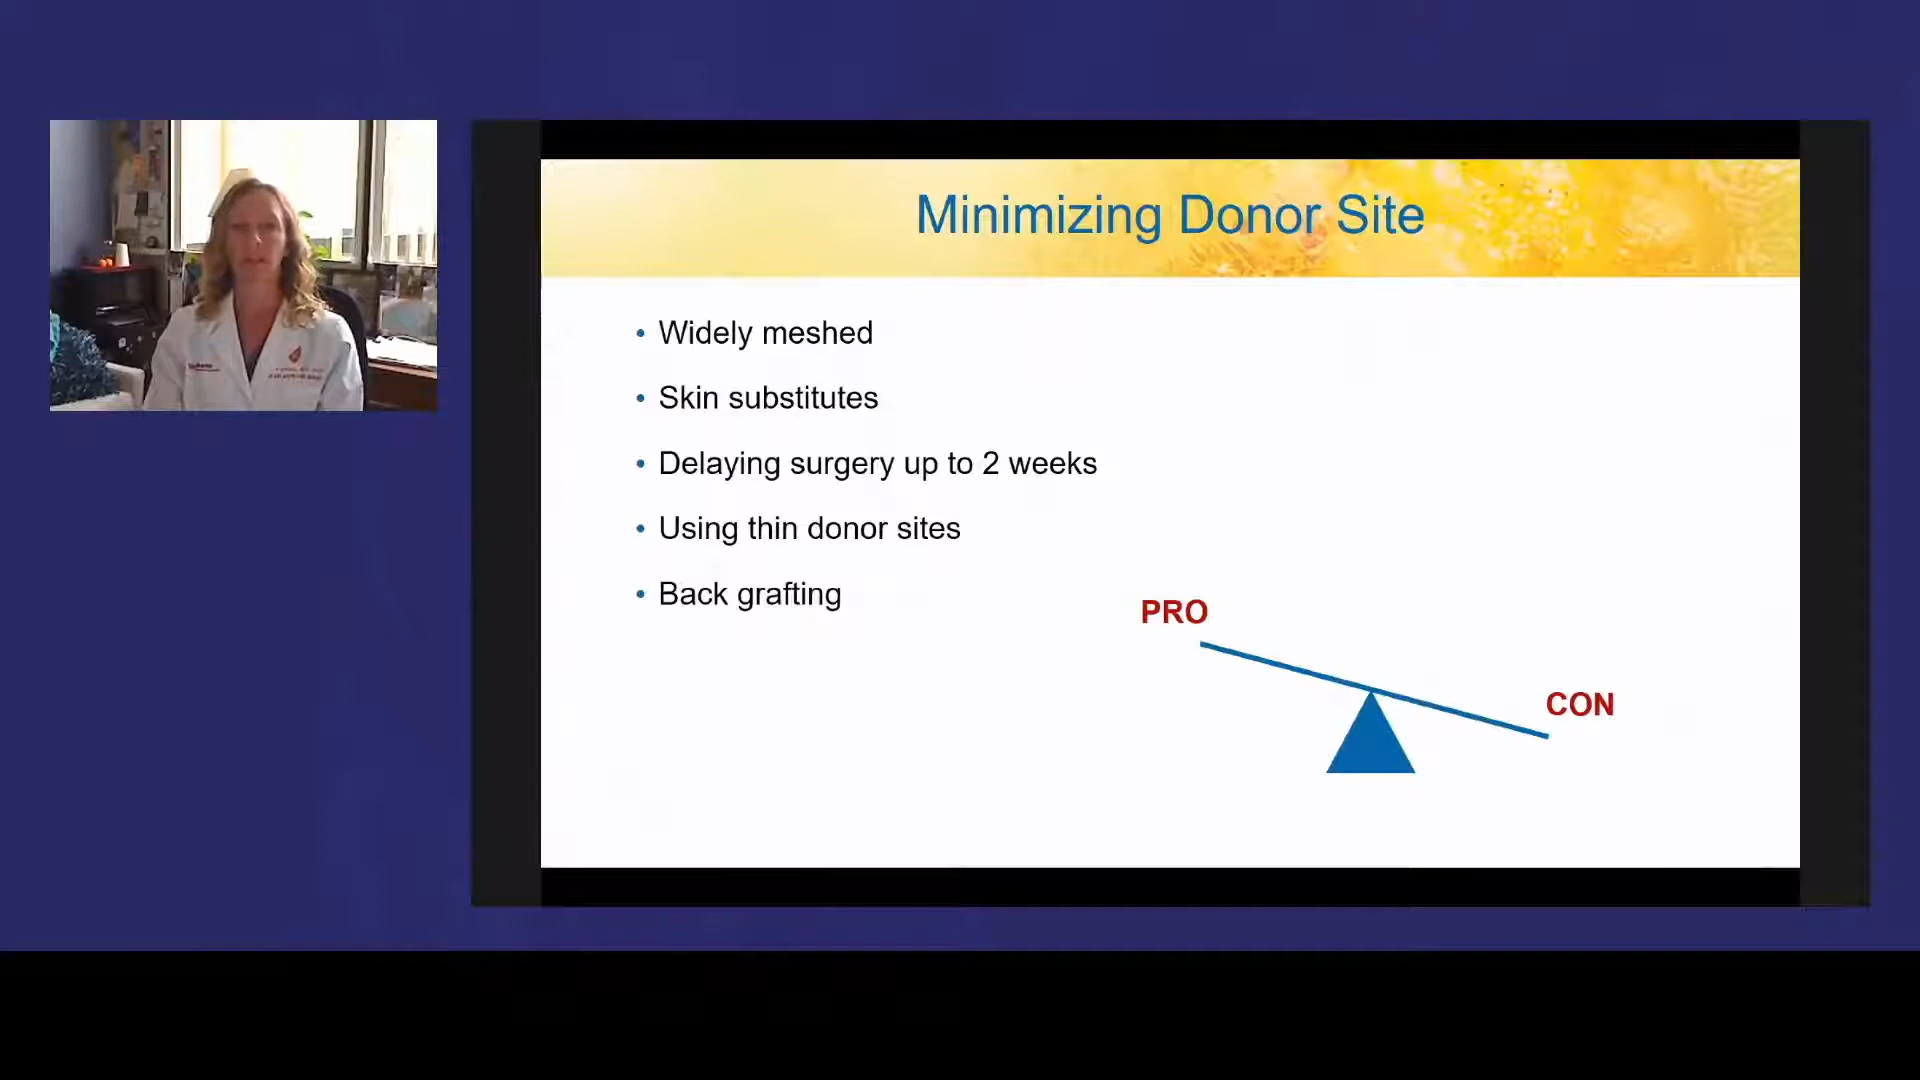 Minimizing Donor Site
• Widely meshed
• Skin substitutes
• Delaying surgery up to 2 weeks
• Using thin donor sites
• Back grafting
PRO
CON